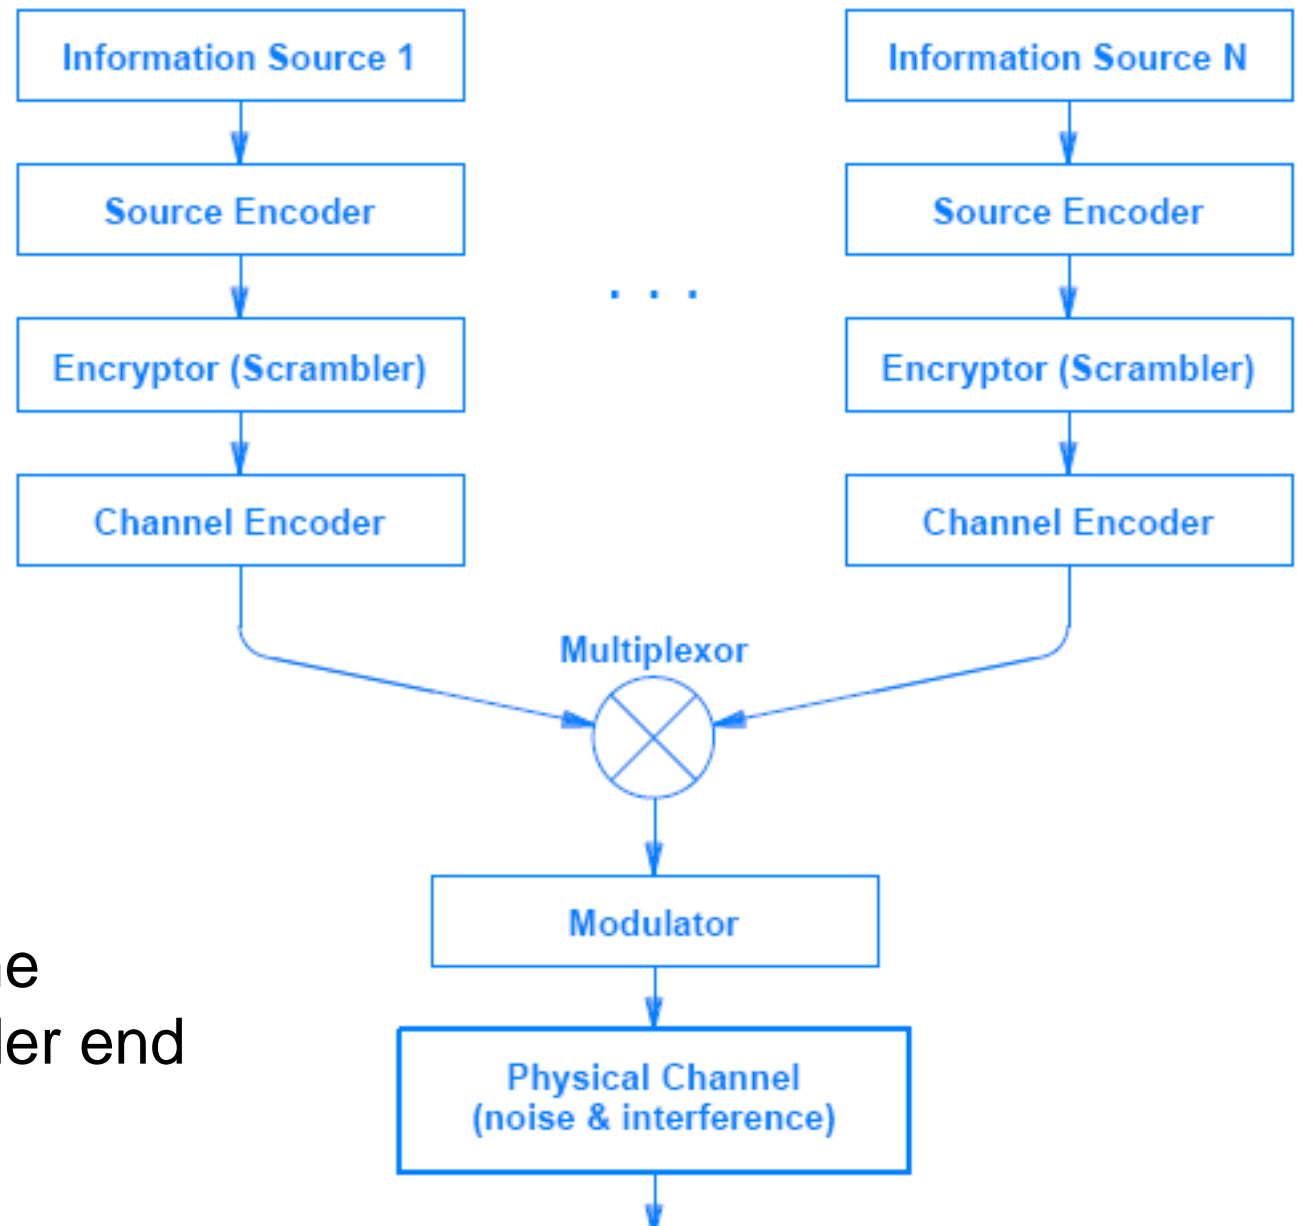 Information Source 1
Information Source N
Source Encoder
Source Encoder
. . .
Encryptor (Scrambler)
Encryptor (Scrambler)
Channel Encoder
Channel Encoder
Multiplexor
Modulator
end
Physical Channel
(noise & interference)